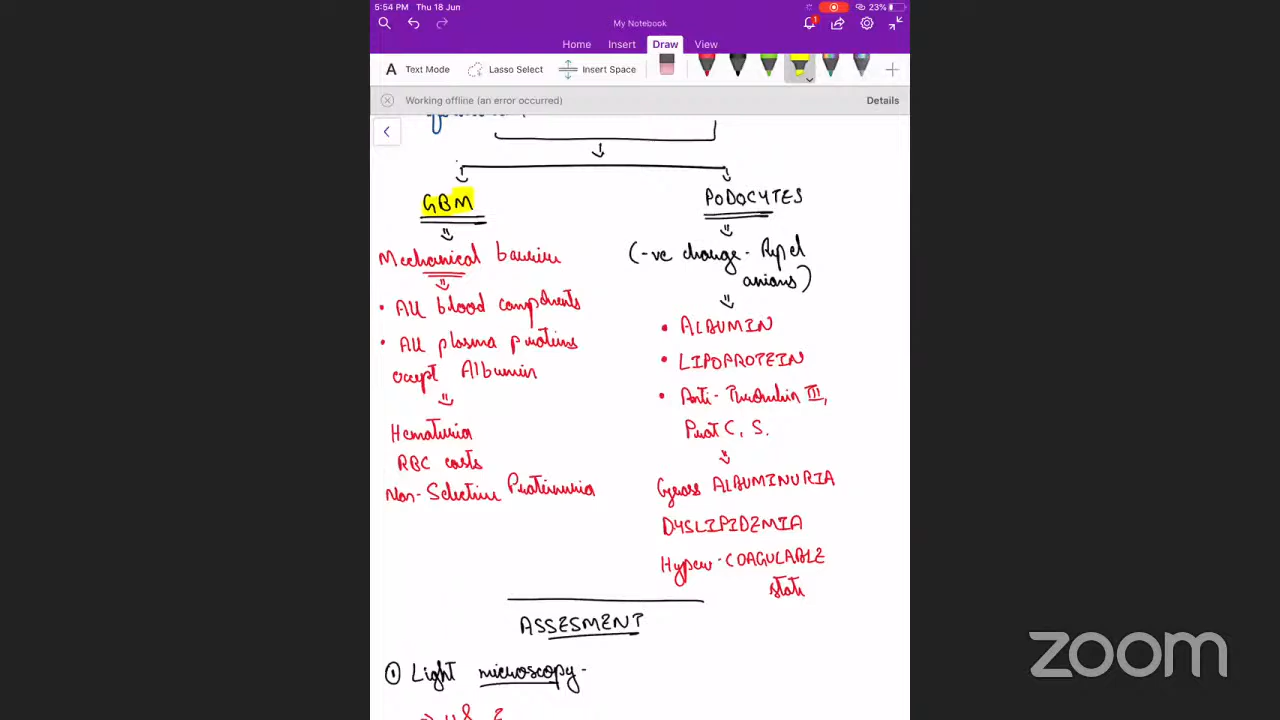 5:54 PM Thu 18 Jun
23%
My Notebook
Home Insert Draw View
A Text Mode Lasso Select Insert Space
Working offline (an error occurred) Details
GBM
Mechanical barrier
• All blood components
• All plasma proteins
except Albumin
Hematuria
RBC casts
Non-Selective Proteinuria
PODOCYTES
(-ve charge - Repel
anions)
• ALBUMIN
• LIPOPROTEIN
• Anti-Thrombin III,
Prot C, S.
Gross ALBUMINURIA
DYSLIPIDEMIA
Hyper-COAGULABLE
state
ASSESMENT
① Light microscopy-
zoom